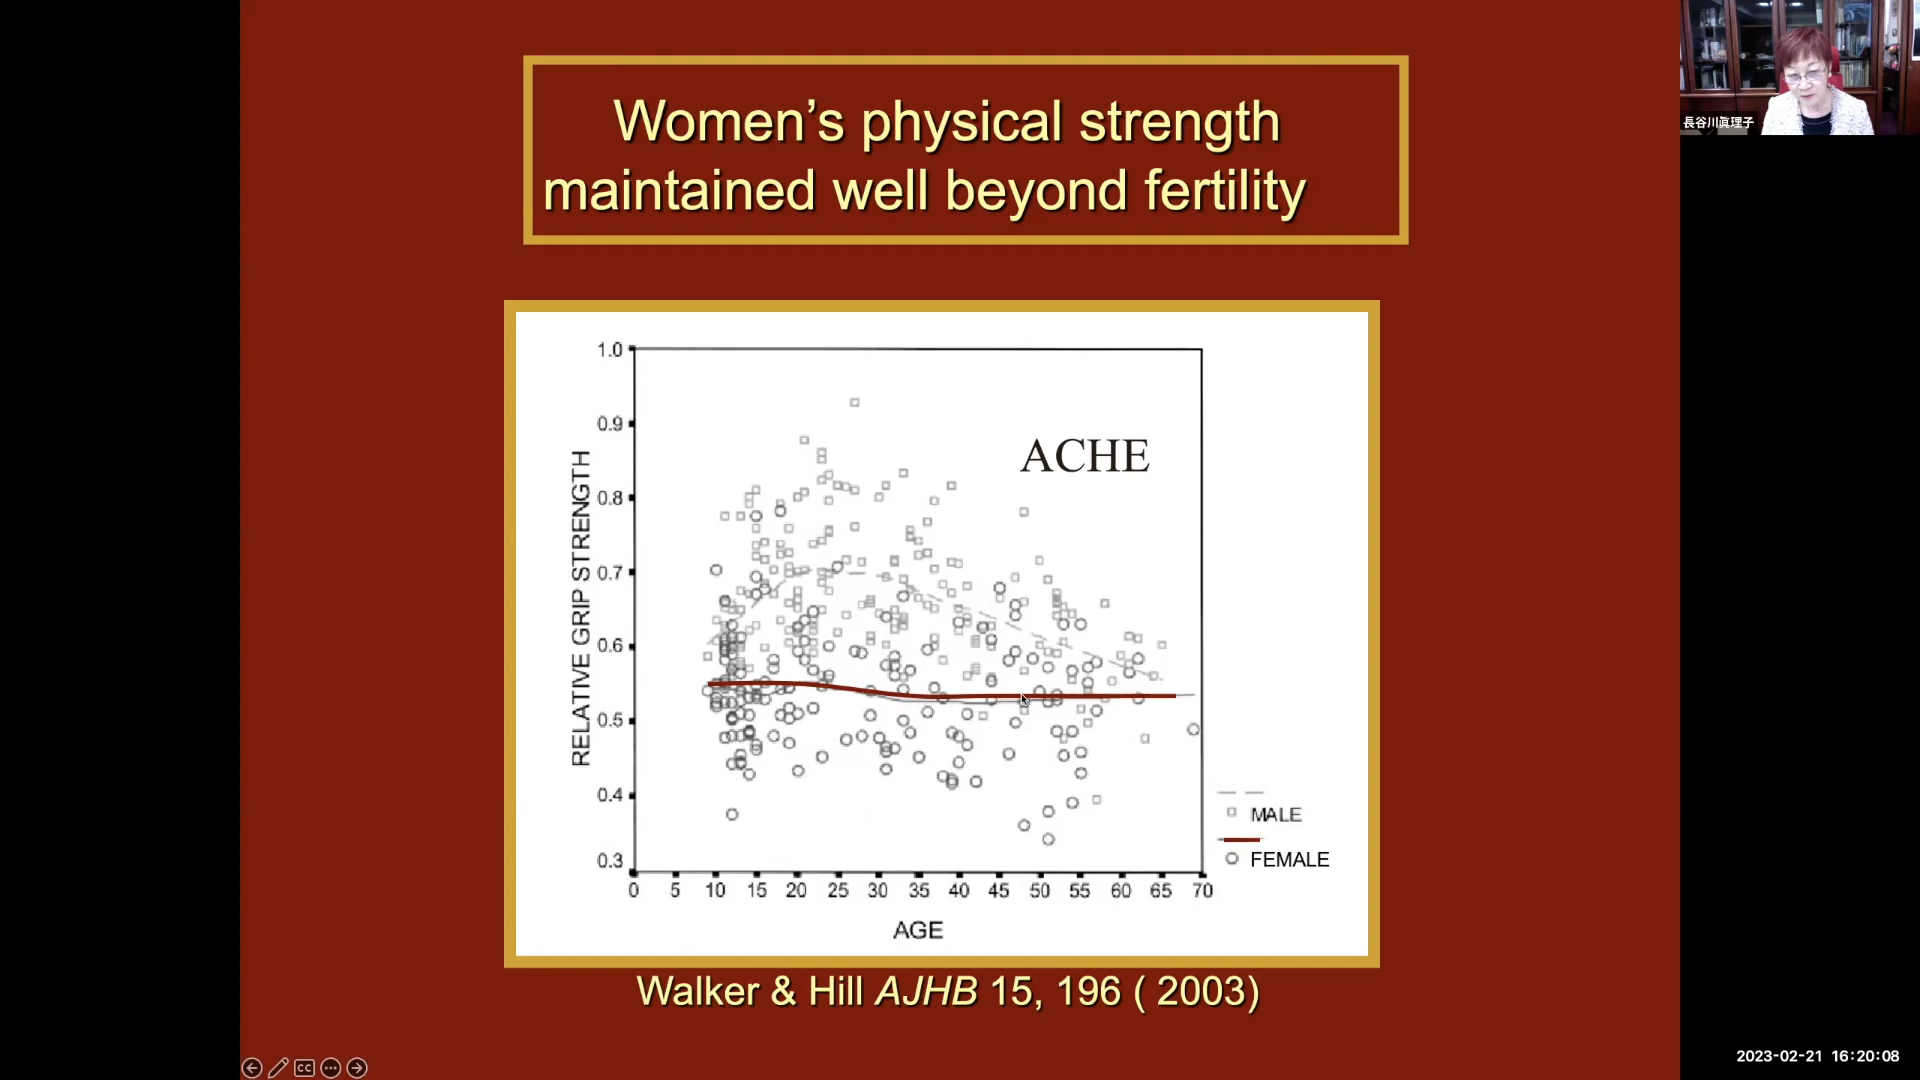 Women’s physical strength
maintained well beyond fertility
長谷川眞理子
1.0
0.9
0.8
0.7
0.6
0.5
0.4
0.3
RELATIVE GRIP STRENGTH
ACHE
MALE
FEMALE
0 5 10 15 20 25 30 35 40 45 50 55 60 65 70
AGE
Walker & Hill AJHB 15, 196 ( 2003)
CC
2023-02-21 16:20:08